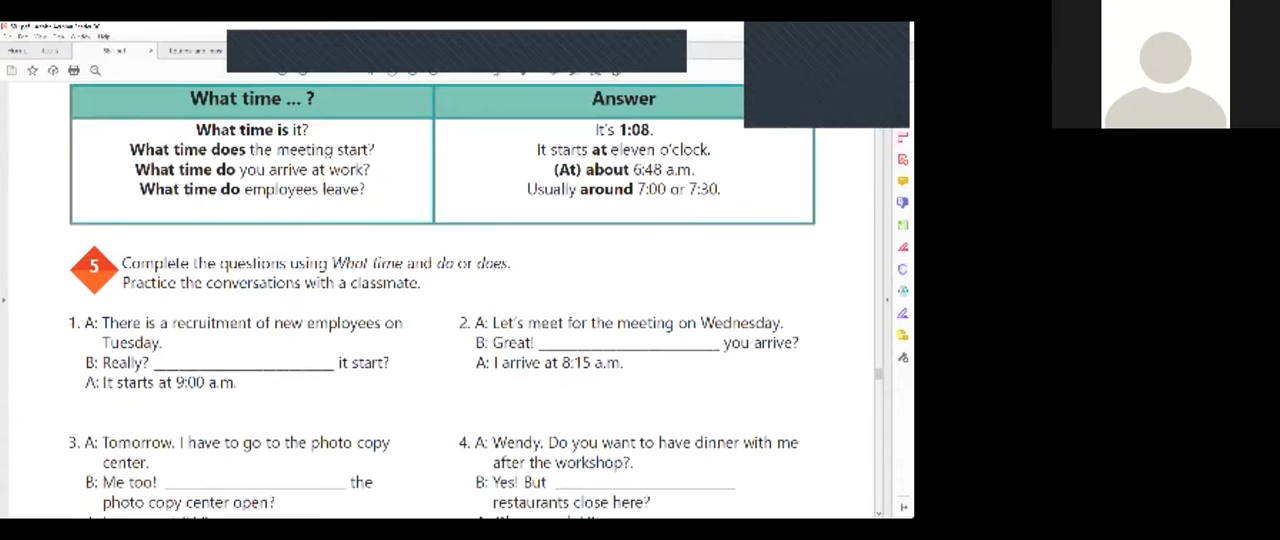 Home Tools
What time ... ? Answer
What time is it? It's 1:08.
What time does the meeting start? It starts at eleven o'clock.
What time do you arrive at work? (At) about 6:48 a.m.
What time do employees leave? Usually around 7:00 or 7:30.
5 Complete the questions using What time and do or does.
Practice the conversations with a classmate.
1. A: There is a recruitment of new employees on
Tuesday.
B: Really? ______________________ it start?
A: It starts at 9:00 a.m.
2. A: Let's meet for the meeting on Wednesday.
B: Great! ______________________ you arrive?
A: I arrive at 8:15 a.m.
3. A: Tomorrow. I have to go to the photo copy
center.
B: Me too! ______________________ the
photo copy center open?
4. A: Wendy. Do you want to have dinner with me
after the workshop?.
B: Yes! But ______________________
restaurants close here?